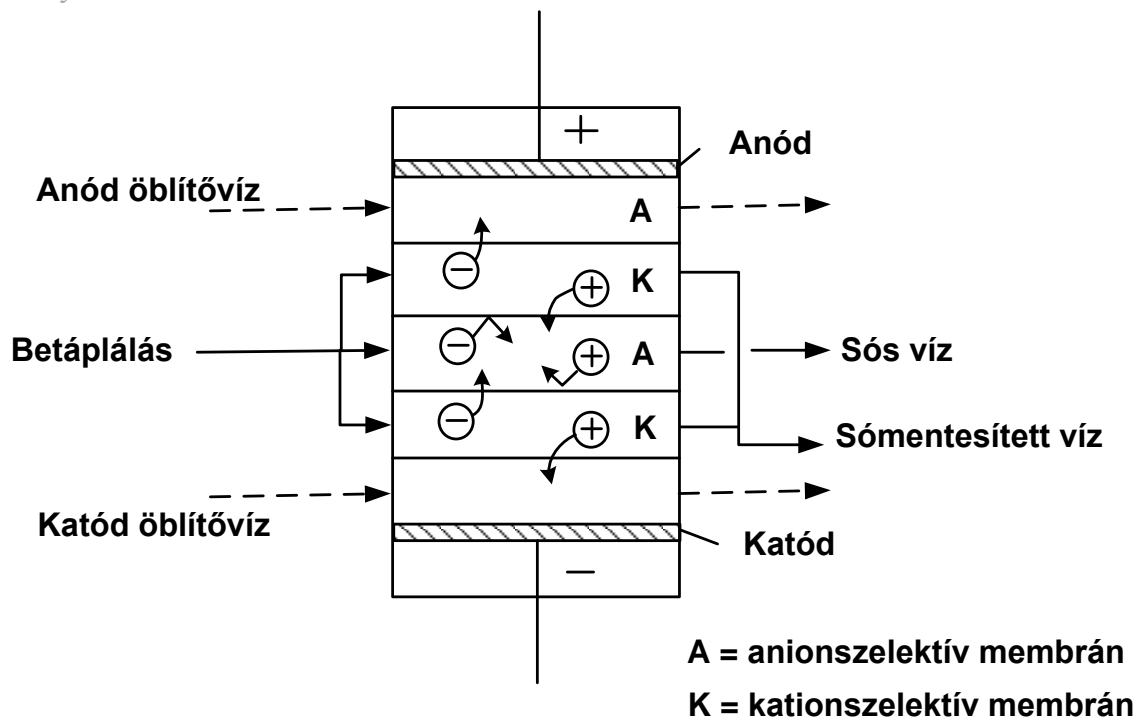 +
Anód
Anód öblítővíz
A
−
K
+
Betáplálás
−
A
+
Sós víz
−
K
+
Sómentesített víz
Katód öblítővíz
Katód
−
A = anionszelektív membrán
K = kationszelektív membrán